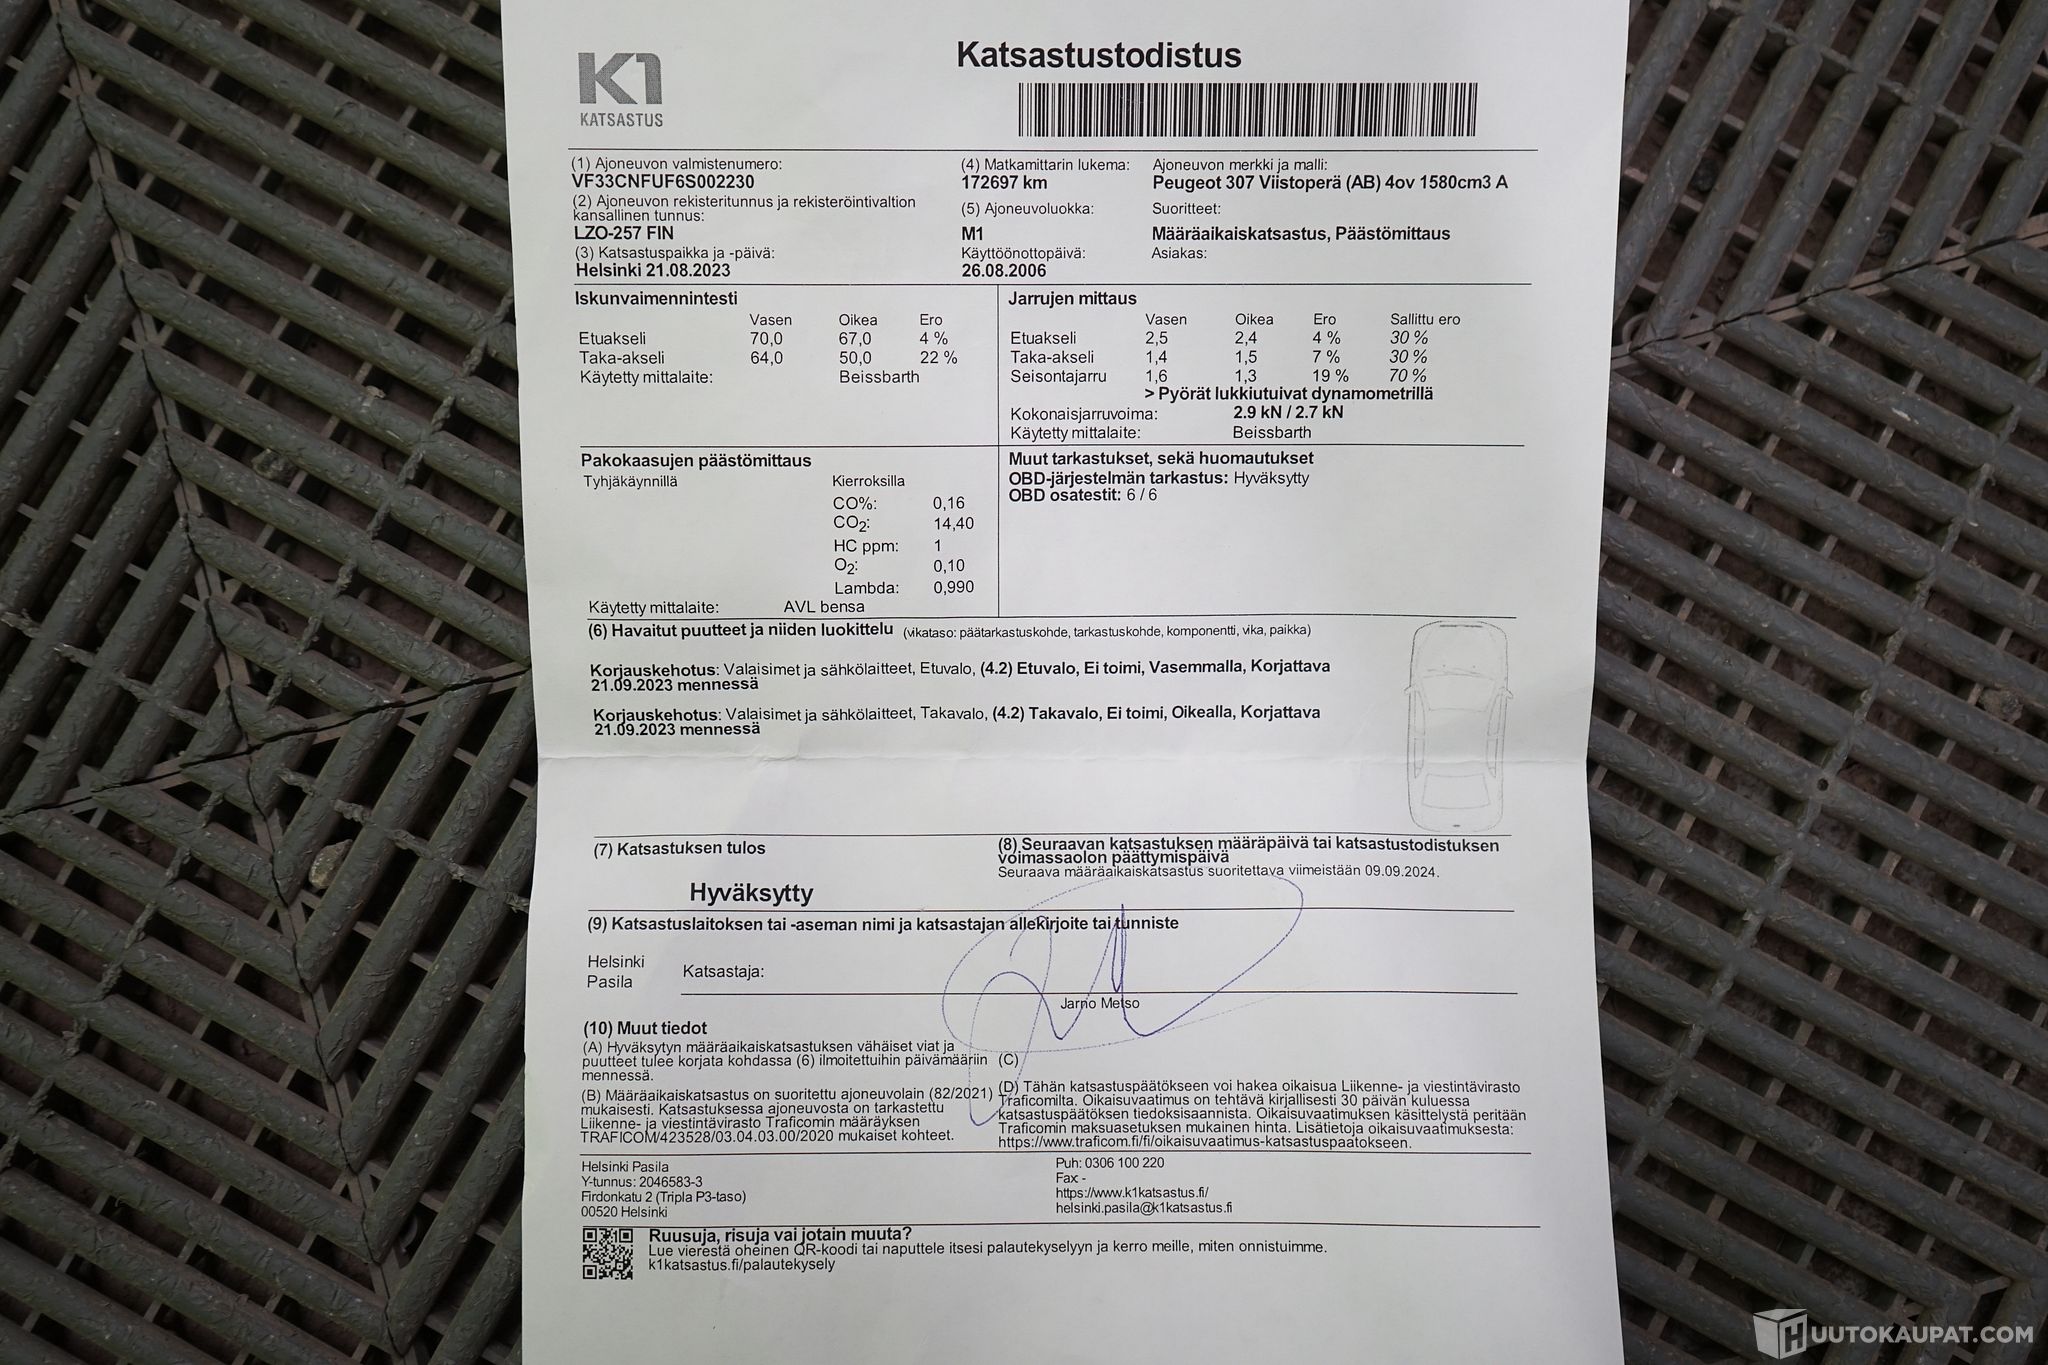 K1
KATSASTUS
Katsastustodistus
(1) Ajoneuvon valmistenumero:
VF33CNFUF6S002230
(4) Matkamittarin lukema:
172697 km
Ajoneuvon merkki ja malli:
Peugeot 307 Viistoperä (AB) 4ov 1580cm3 A
(2) Ajoneuvon rekisteritunnus ja rekisteröintivaltion
kansallinen tunnus:
LZO-257 FIN
(5) Ajoneuvoluokka:
M1
Suoritteet:
Määräaikaiskatsastus, Päästömittaus
(3) Katsastuspaikka ja -päivä:
Helsinki 21.08.2023
Käyttöönottopäivä:
26.08.2006
Asiakas:
Iskunvaimennintesti
Vasen Oikea Ero
Etuakseli 70,0 67,0 4 %
Taka-akseli 64,0 50,0 22 %
Käytetty mittalaite: Beissbarth
Jarrujen mittaus
Vasen Oikea Ero Sallittu ero
Etuakseli 2,5 2,4 4 % 30 %
Taka-akseli 1,4 1,5 7 % 30 %
Seisontajarru 1,6 1,3 19 % 70 %
> Pyörät lukkiutuivat dynamometrillä
Kokonaisjarruvoima: 2.9 kN / 2.7 kN
Käytetty mittalaite: Beissbarth
Pakokaasujen päästömittaus
Tyhjäkäynnillä Kierroksilla
CO%: 0,16
CO2: 14,40
HC ppm: 1
O2: 0,10
Lambda: 0,990
Käytetty mittalaite: AVL bensa
Muut tarkastukset, sekä huomautukset
OBD-järjestelmän tarkastus: Hyväksytty
OBD osatestit: 6 / 6
(6) Havaitut puutteet ja niiden luokittelu (vikataso: päätarkastuskohde, tarkastuskohde, komponentti, vika, paikka)
Korjauskehotus: Valaisimet ja sähkölaitteet, Etuvalo, (4.2) Etuvalo, Ei toimi, Vasemmalla, Korjattava
21.09.2023 mennessä
Korjauskehotus: Valaisimet ja sähkölaitteet, Takavalo, (4.2) Takavalo, Ei toimi, Oikealla, Korjattava
21.09.2023 mennessä
(7) Katsastuksen tulos
Hyväksytty
(8) Seuraavan katsastuksen määräpäivä tai katsastustodistuksen
voimassaolon päättymispäivä
Seuraava määräaikaiskatsastus suoritettava viimeistään 09.09.2024.
(9) Katsastuslaitoksen tai -aseman nimi ja katsastajan allekirjoite tai tunniste
Helsinki
Pasila
Katsastaja:
Jarno Metso
(10) Muut tiedot
(A) Hyväksytyn määräaikaiskatsastuksen vähäiset viat ja
puutteet tulee korjata kohdassa (6) ilmoitettuihin päivämääriin
mennessä.
(B) Määräaikaiskatsastus on suoritettu ajoneuvolain (82/2021)
mukaisesti. Katsastuksessa ajoneuvosta on tarkastettu
Liikenne- ja viestintävirasto Traficomin määräyksen
TRAFICOM/423528/03.04.03.00/2020 mukaiset kohteet.
(C)
(D) Tähän katsastuspäätökseen voi hakea oikaisua Liikenne- ja viestintävirasto
Traficomilta. Oikaisuvaatimus on tehtävä kirjallisesti 30 päivän kuluessa
katsastuspäätöksen tiedoksisaannista. Oikaisuvaatimuksen käsittelystä peritään
Traficomin maksuasetuksen mukainen hinta. Lisätietoja oikaisuvaatimuksesta:
https://www.traficom.fi/fi/oikaisuvaatimus-katsastuspaatokseen.
Helsinki Pasila
Y-tunnus: 2046583-3
Firdonkatu 2 (Tripla P3-taso)
00520 Helsinki
Puh: 0306 100 220
Fax -
https://www.k1katsastus.fi/
helsinki.pasila@k1katsastus.fi
Ruusuja, risuja vai jotain muuta?
Lue vierestä oheinen QR-koodi tai naputtele itsesi palautekyselyyn ja kerro meille, miten onnistuimme.
k1katsastus.fi/palautekysely
HUUTOKAUPAT.COM